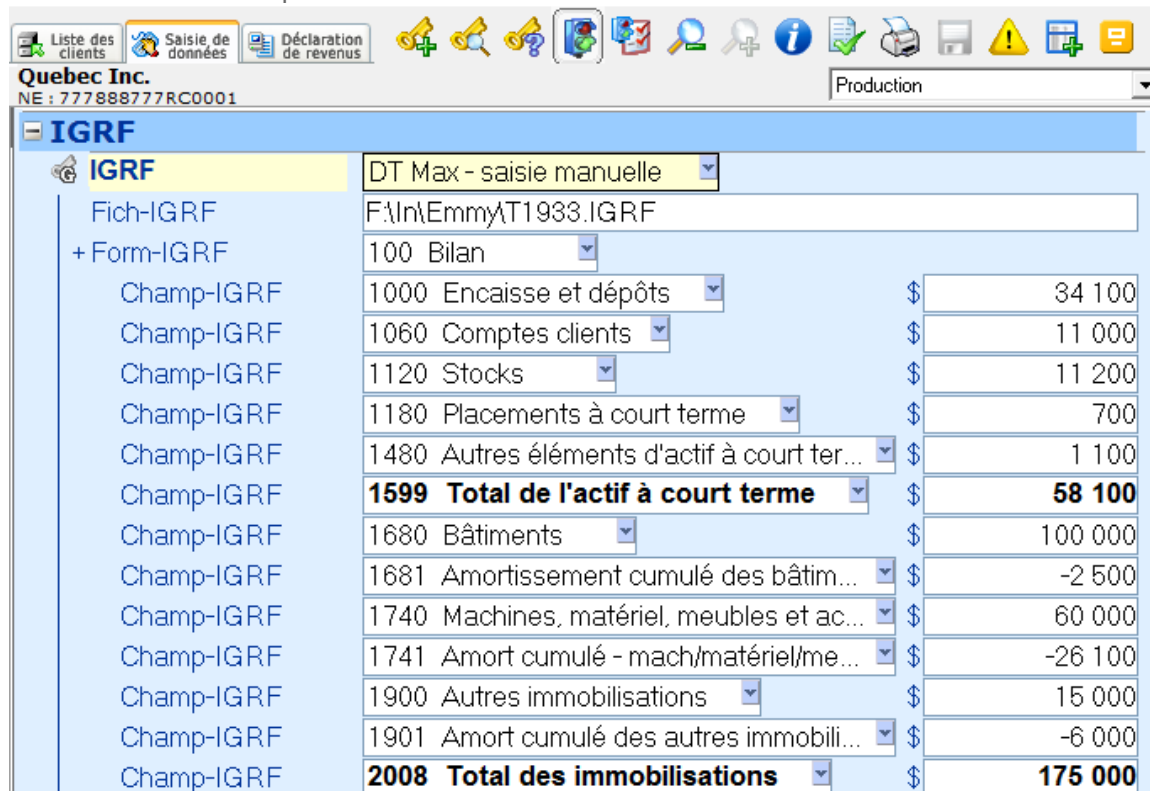 Liste des clients
Saisie de données
Déclaration de revenus
Quebec Inc.
NE : 777888777RC0001
Production
IGRF
IGRF DT Max - saisie manuelle
Fich-IGRF F:\In\Emmy\T1933.IGRF
+ Form-IGRF 100 Bilan
Champ-IGRF 1000 Encaisse et dépôts $ 34 100
Champ-IGRF 1060 Comptes clients $ 11 000
Champ-IGRF 1120 Stocks $ 11 200
Champ-IGRF 1180 Placements à court terme $ 700
Champ-IGRF 1480 Autres éléments d'actif à court ter... $ 1 100
Champ-IGRF 1599 Total de l'actif à court terme $ 58 100
Champ-IGRF 1680 Bâtiments $ 100 000
Champ-IGRF 1681 Amortissement cumulé des bâtim... $ -2 500
Champ-IGRF 1740 Machines, matériel, meubles et ac... $ 60 000
Champ-IGRF 1741 Amort cumulé - mach/matériel/me... $ -26 100
Champ-IGRF 1900 Autres immobilisations $ 15 000
Champ-IGRF 1901 Amort cumulé des autres immobili... $ -6 000
Champ-IGRF 2008 Total des immobilisations $ 175 000